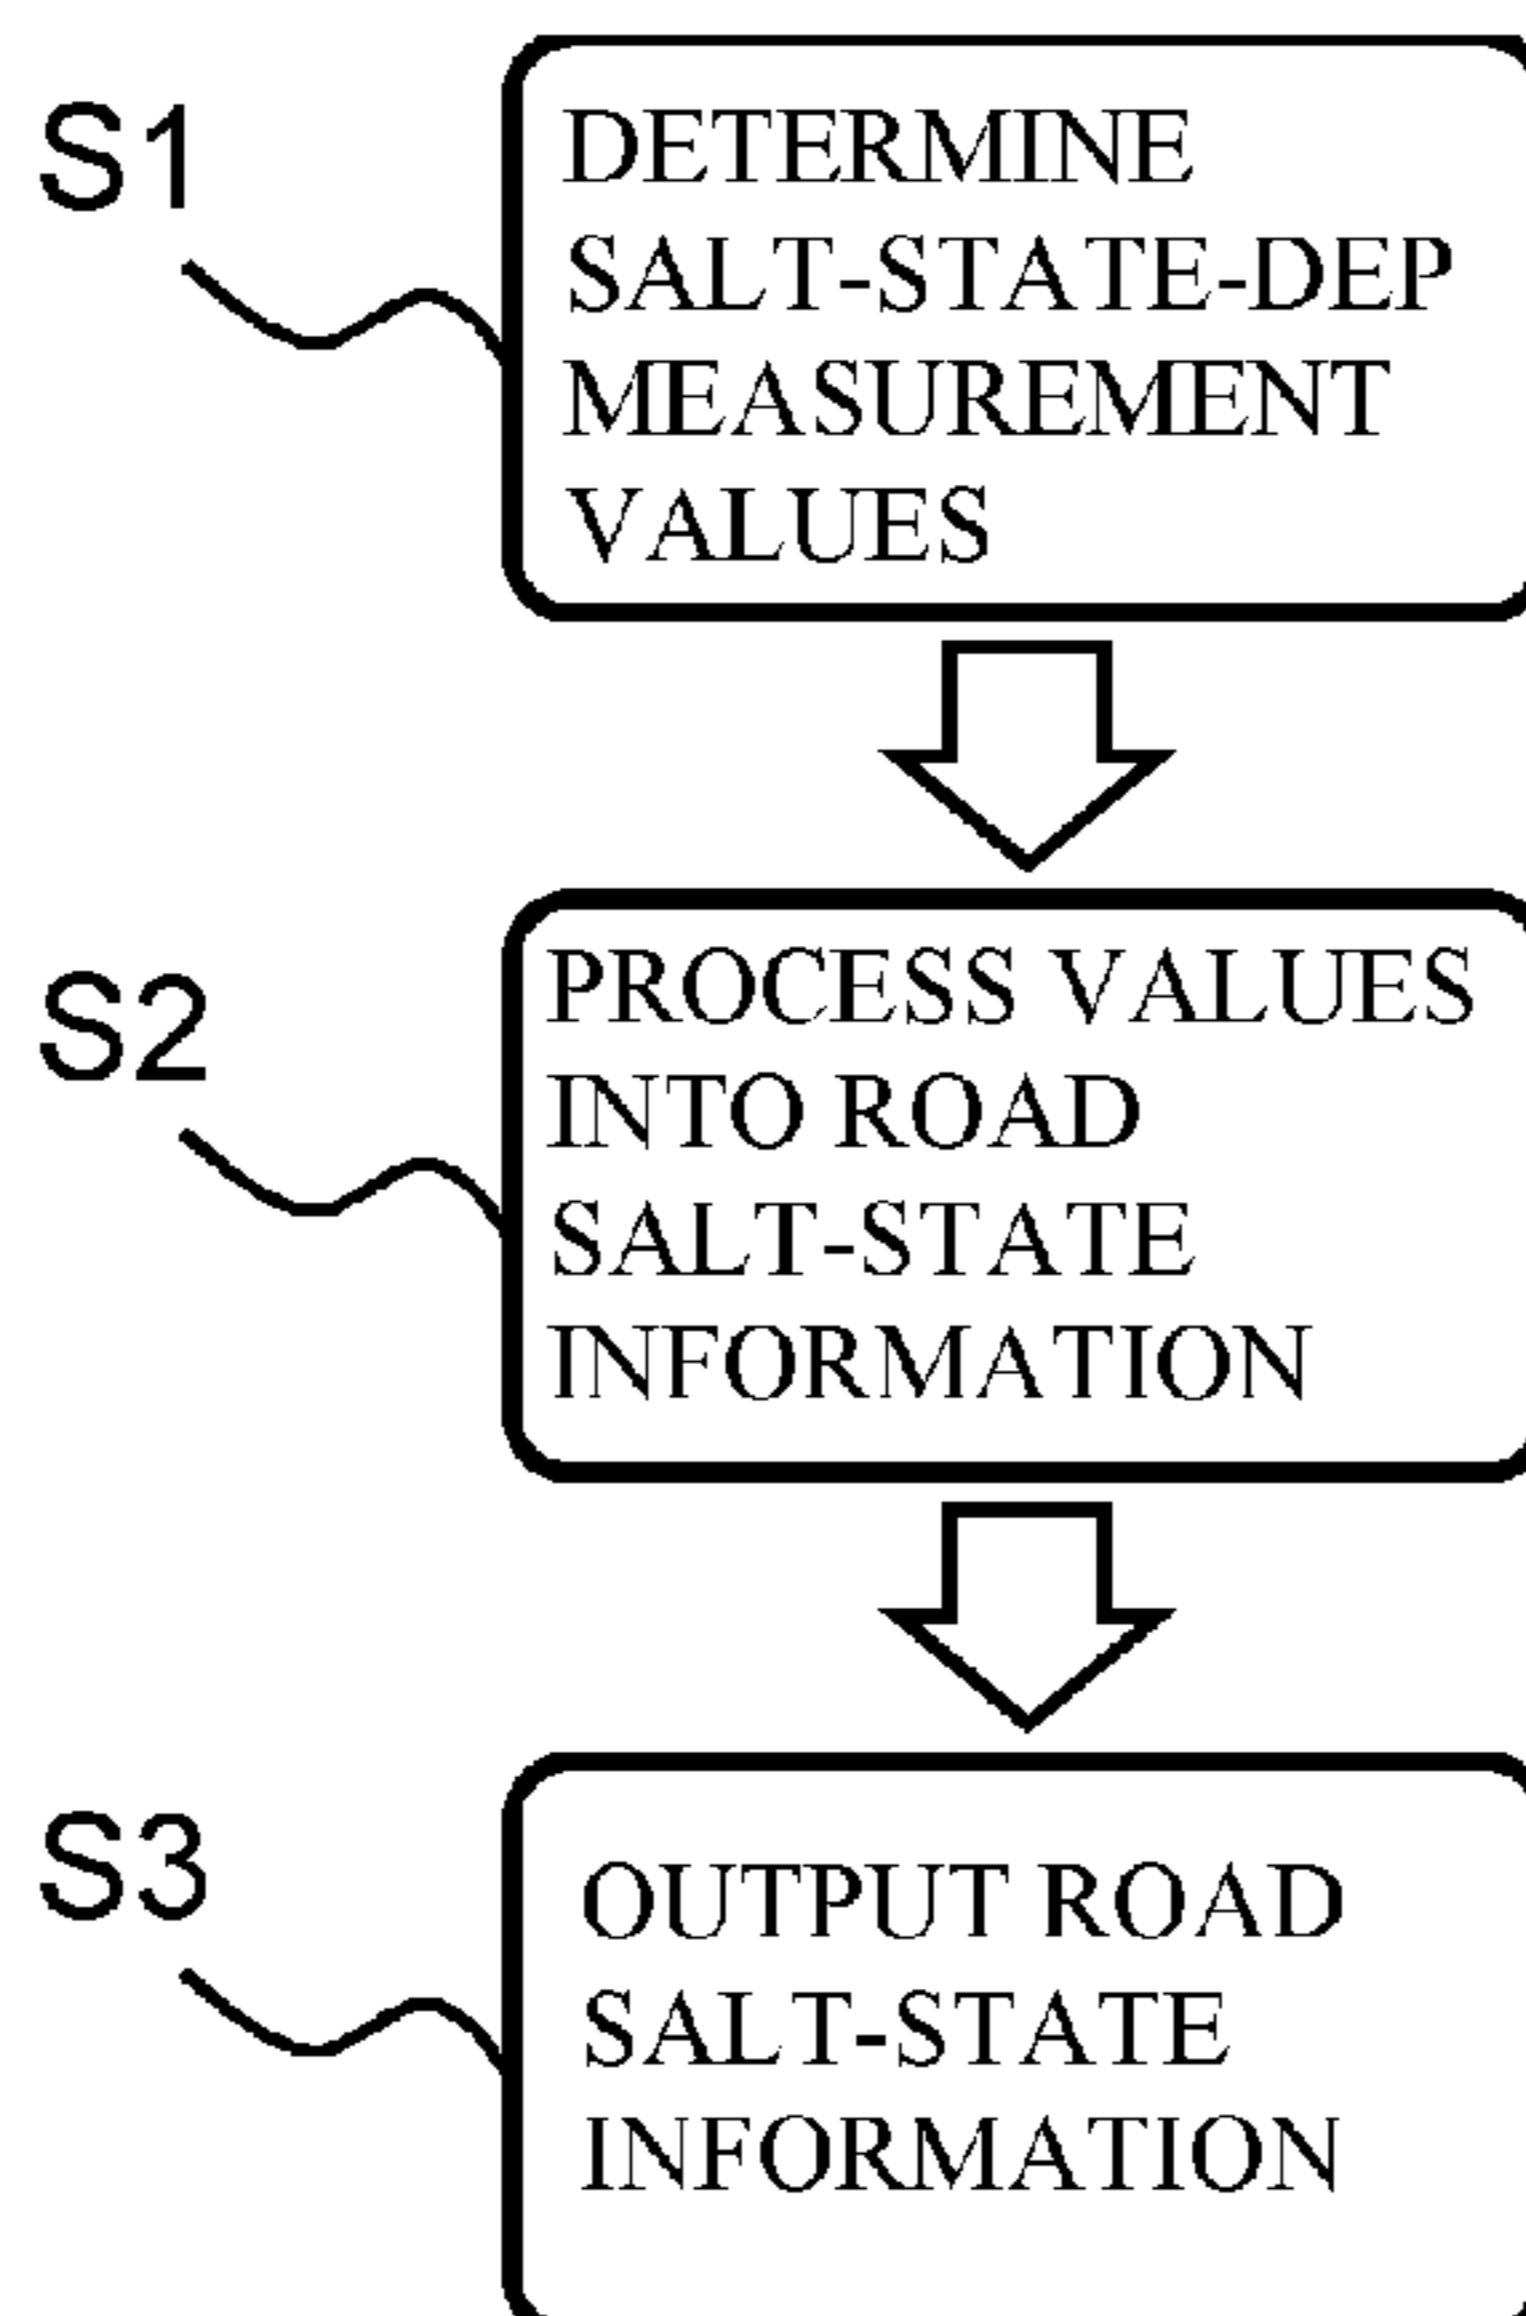 S1
DETERMINE
SALT-STATE-DEP
MEASUREMENT
VALUES
S2
PROCESS VALUES
INTO ROAD
SALT-STATE
INFORMATION
S3
OUTPUT ROAD
SALT-STATE
INFORMATION